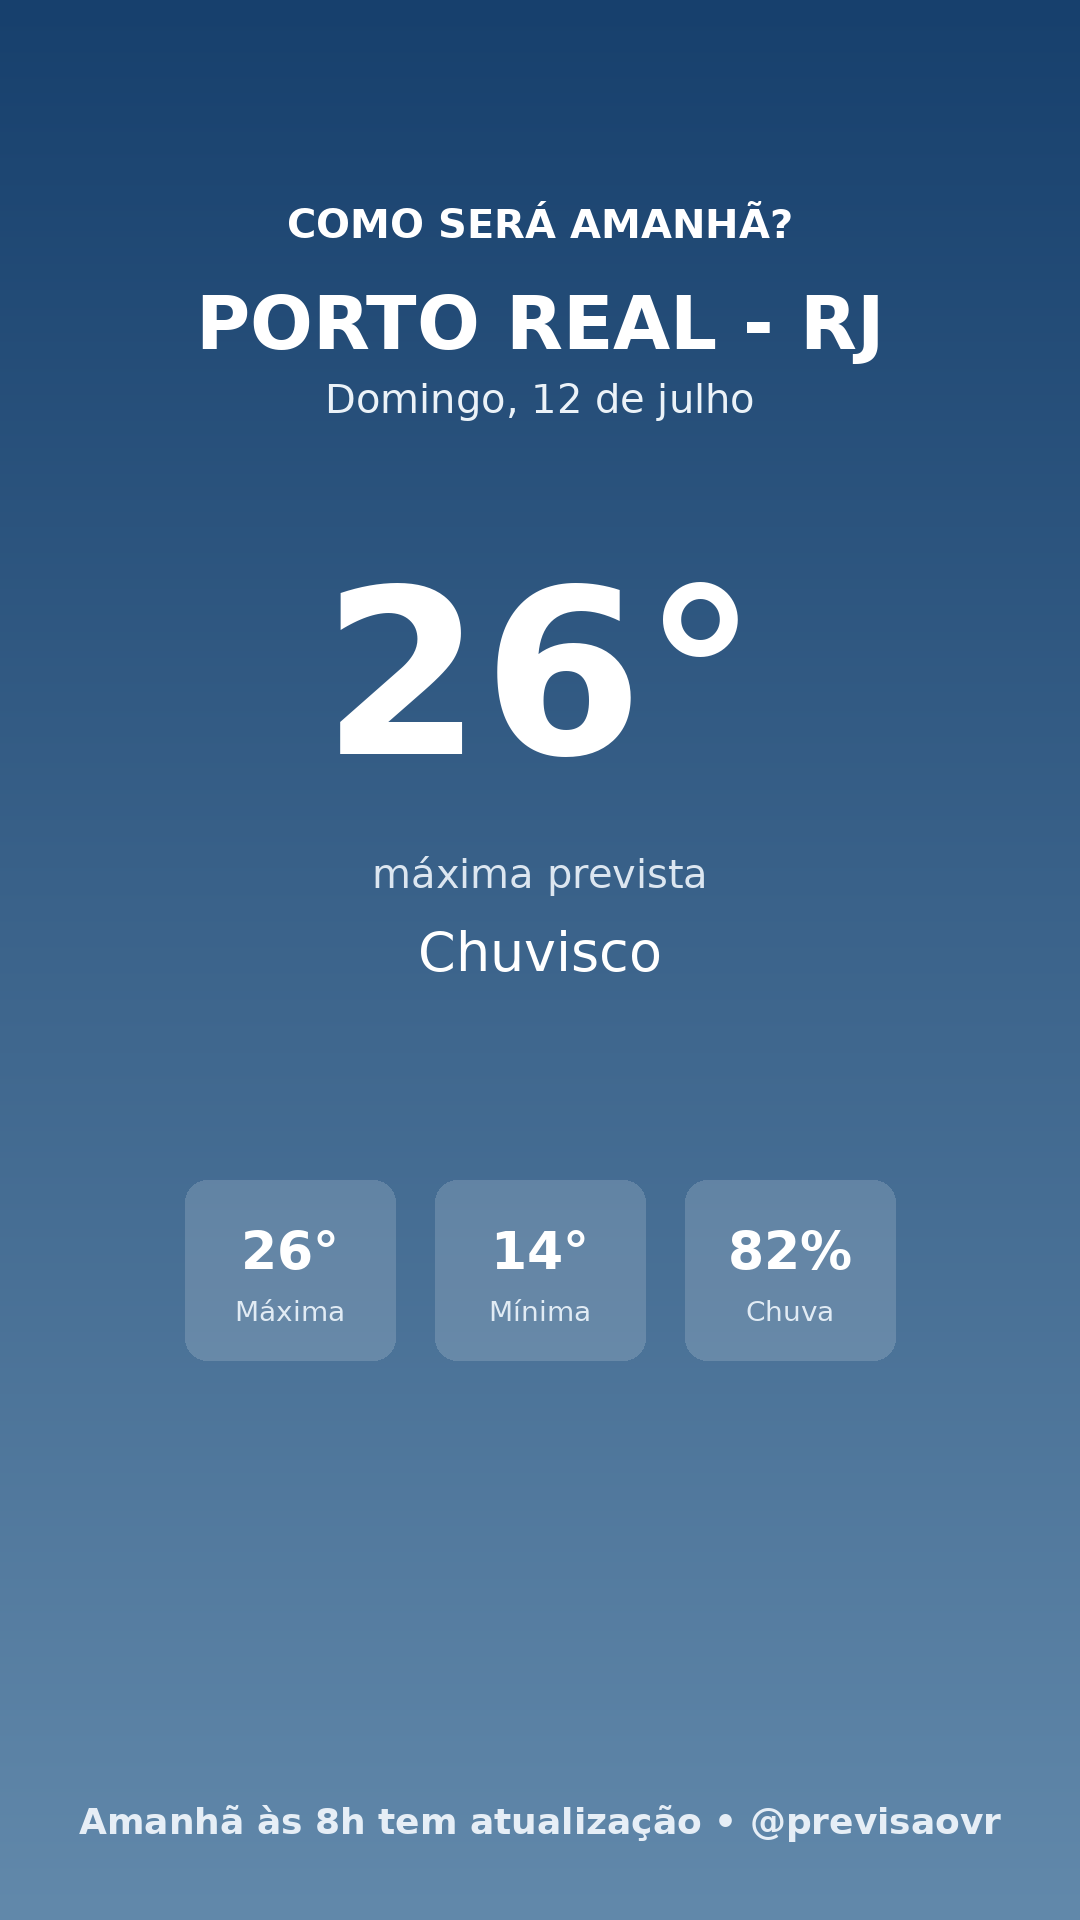 COMO SERÁ AMANHÃ?
PORTO REAL - RJ
Domingo, 12 de julho
26°
máxima prevista
Chuvisco
26° 14° 82%
Máxima Mínima Chuva
Amanhã às 8h tem atualização • @previsaovr